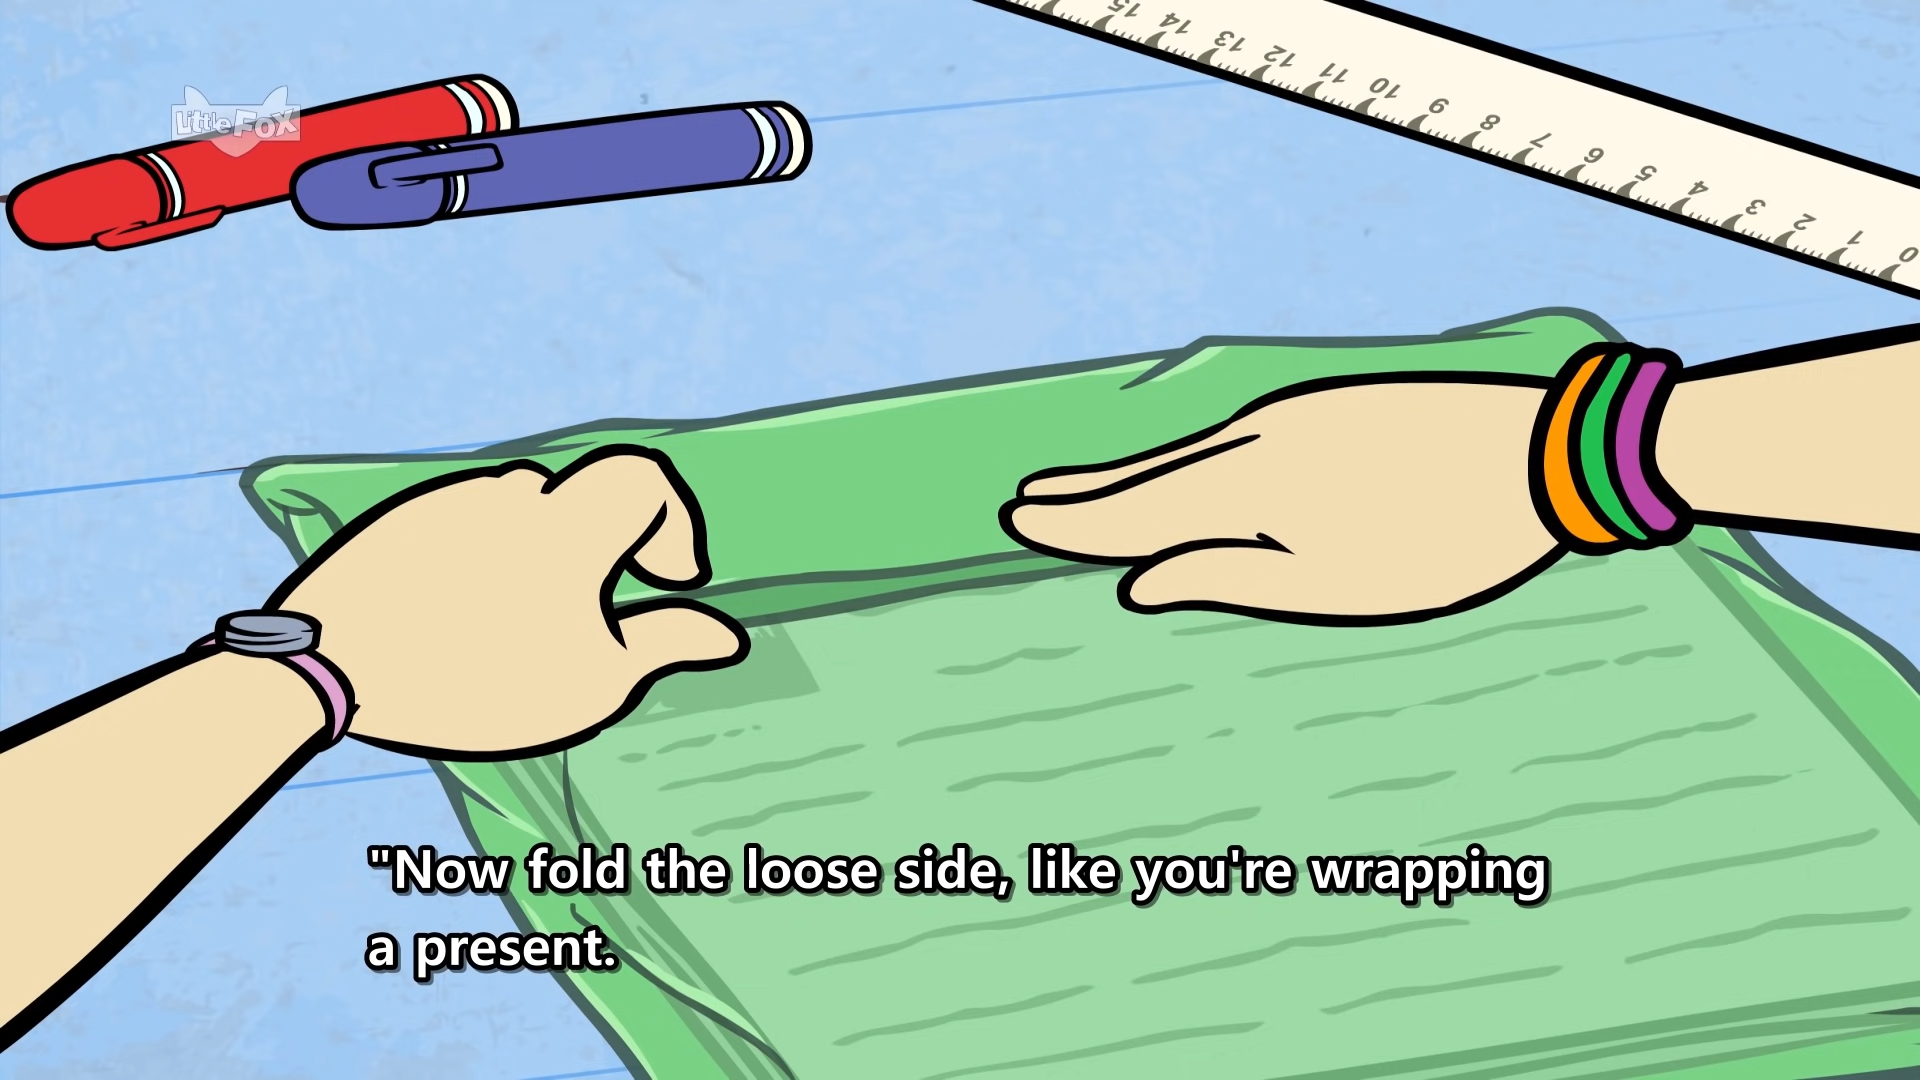 Little Fox
15 14 13 12 11 10 9 8 7 6 5 4 3 2 1 0
"Now fold the loose side, like you're wrapping
a present.